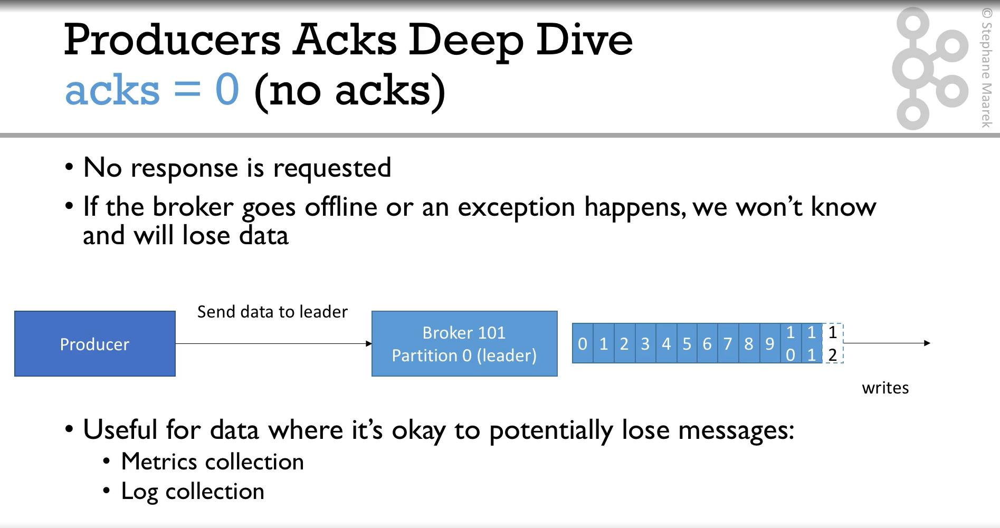 Producers Acks Deep Dive
acks = 0 (no acks)
© Stephane Maarek
• No response is requested
• If the broker goes offline or an exception happens, we won’t know
and will lose data
Send data to leader
Producer
Broker 101
Partition 0 (leader)
0 1 2 3 4 5 6 7 8 9 10 11 12
writes
• Useful for data where it’s okay to potentially lose messages:
• Metrics collection
• Log collection